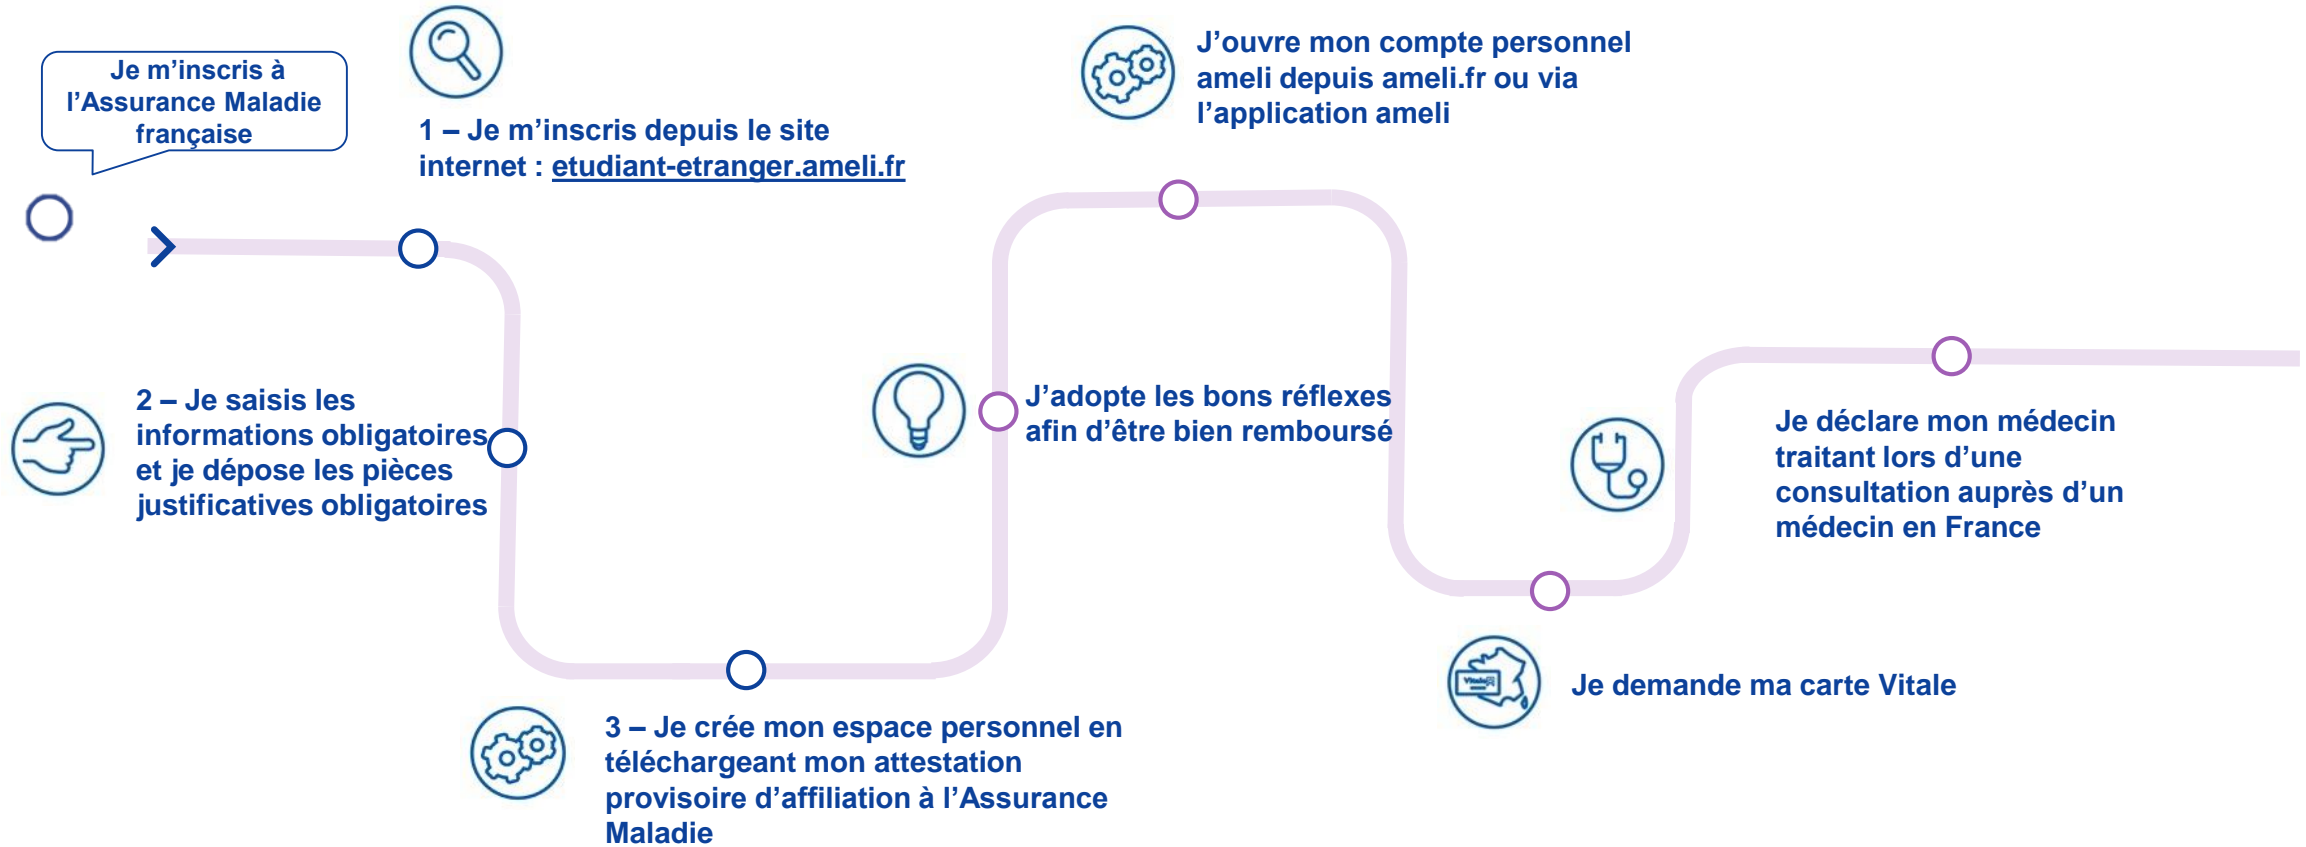 Je m’inscris à
l’Assurance Maladie
française
1 – Je m’inscris depuis le site
internet : etudiant-etranger.ameli.fr
2 – Je saisis les
informations obligatoires
et je dépose les pièces
justificatives obligatoires
3 – Je crée mon espace personnel en
téléchargeant mon attestation
provisoire d’affiliation à l’Assurance
Maladie
J’adopte les bons réflexes
afin d’être bien remboursé
J’ouvre mon compte personnel
ameli depuis ameli.fr ou via
l’application ameli
Vitale
Je demande ma carte Vitale
Je déclare mon médecin
traitant lors d’une
consultation auprès d’un
médecin en France